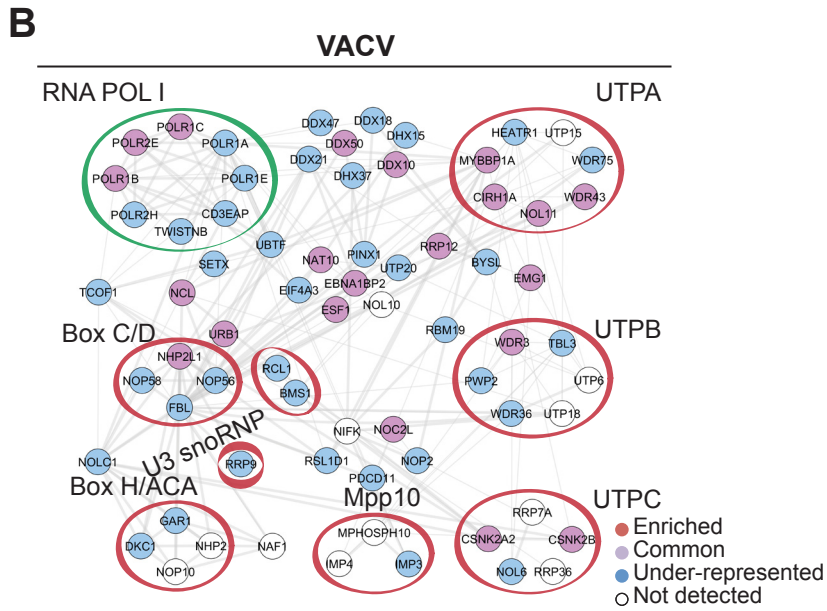 B
VACV
RNA POL I
UTPA
DDX47
DDX18
POLR1C
DHX15
HEATR1
UTP15
POLR2E
POLR1A
DDX50
DDX21
DDX10
MYBBP1A
WDR75
POLR1B
POLR1E
DHX37
CIRH1A
WDR43
POLR2H
CD3EAP
NOL11
TWISTNB
UBTF
RRP12
SETX
NAT10
PINX1
UTP20
BYSL
EMG1
TCOF1
NCL
EIF4A3
EBNA1BP2
ESF1
NOL10
Box C/D
URB1
RBM19
UTPB
NHP2L1
WDR3
TBL3
RCL1
NOP58
NOP56
PWP2
UTP6
BMS1
FBL
WDR36
UTP18
NIFK
NOC2L
NOLC1
U3 snoRNP
RRP9
RSL1D1
NOP2
PDCD11
Box H/ACA
Mpp10
UTPC
GAR1
RRP7A
MPHOSPH10
DKC1
NHP2
NAF1
CSNK2A2
CSNK2B
NOP10
IMP4
IMP3
NOL6
RRP36
Enriched
Common
Under-represented
Not detected